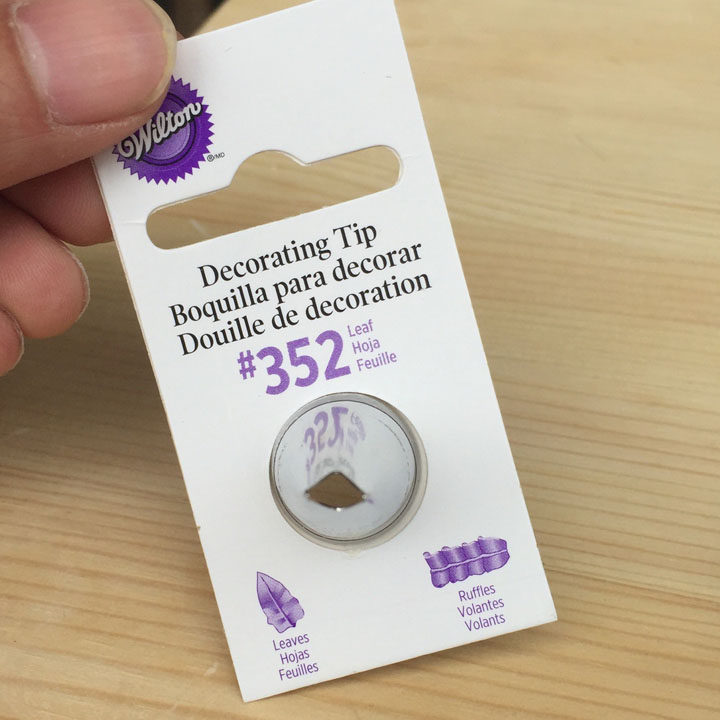 Wilton
®/MD
Decorating Tip
Boquilla para decorar
Douille de decoration
#352
Leaf
Hoja
Feuille
Leaves
Hojas
Feuilles
Ruffles
Volantes
Volants